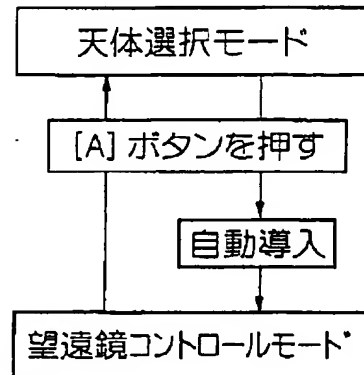 天体選択モード
[A]ボタンを押す
自動導入
望遠鏡コントロールモード